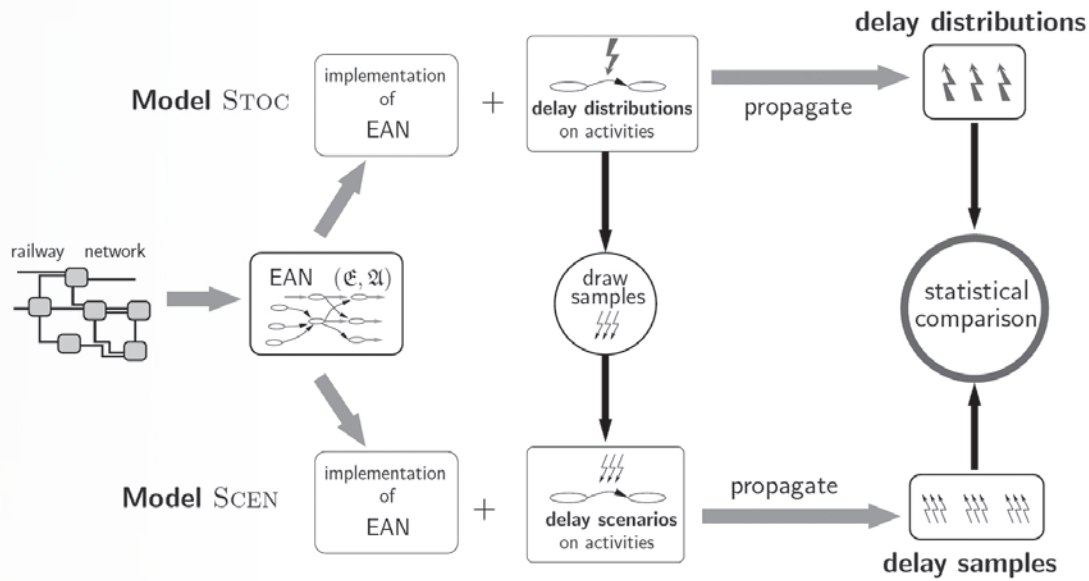 delay distributions
implementation
of
EAN
Model STOC
+
delay distributions
on activities
propagate
railway network
EAN (𝔈, 𝔄)
draw
samples
statistical
comparison
Model SCEN
implementation
of
EAN
+
delay scenarios
on activities
propagate
delay samples